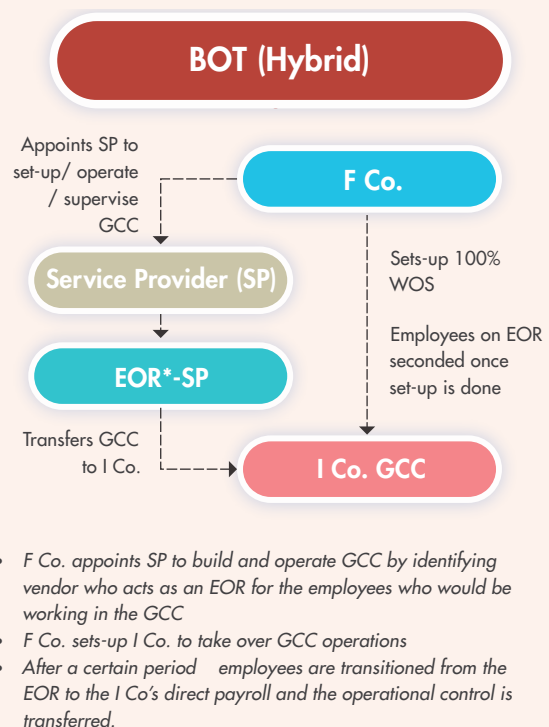 BOT (Hybrid)
Appoints SP to
set-up/ operate
/ supervise
GCC
F Co.
Service Provider (SP)
Sets-up 100%
WOS
Employees on EOR
seconded once
set-up is done
EOR*-SP
Transfers GCC
to I Co.
I Co. GCC
• F Co. appoints SP to build and operate GCC by identifying
vendor who acts as an EOR for the employees who would be
working in the GCC
• F Co. sets-up I Co. to take over GCC operations
• After a certain period employees are transitioned from the
EOR to the I Co's direct payroll and the operational control is
transferred.